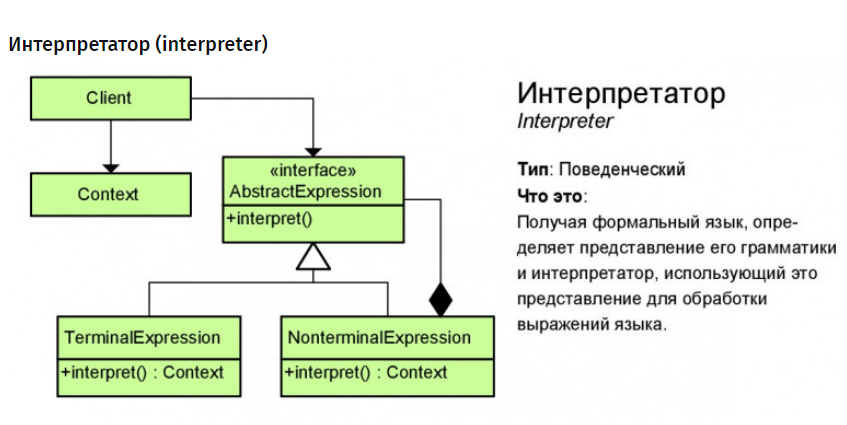 Интерпретатор (interpreter)
Client
Context
«interface»
AbstractExpression
+interpret()
TerminalExpression
+interpret() : Context
NonterminalExpression
+interpret() : Context
Интерпретатор
Interpreter
Тип: Поведенческий
Что это:
Получая формальный язык, опре-
деляет представление его грамматики
и интерпретатор, использующий это
представление для обработки
выражений языка.